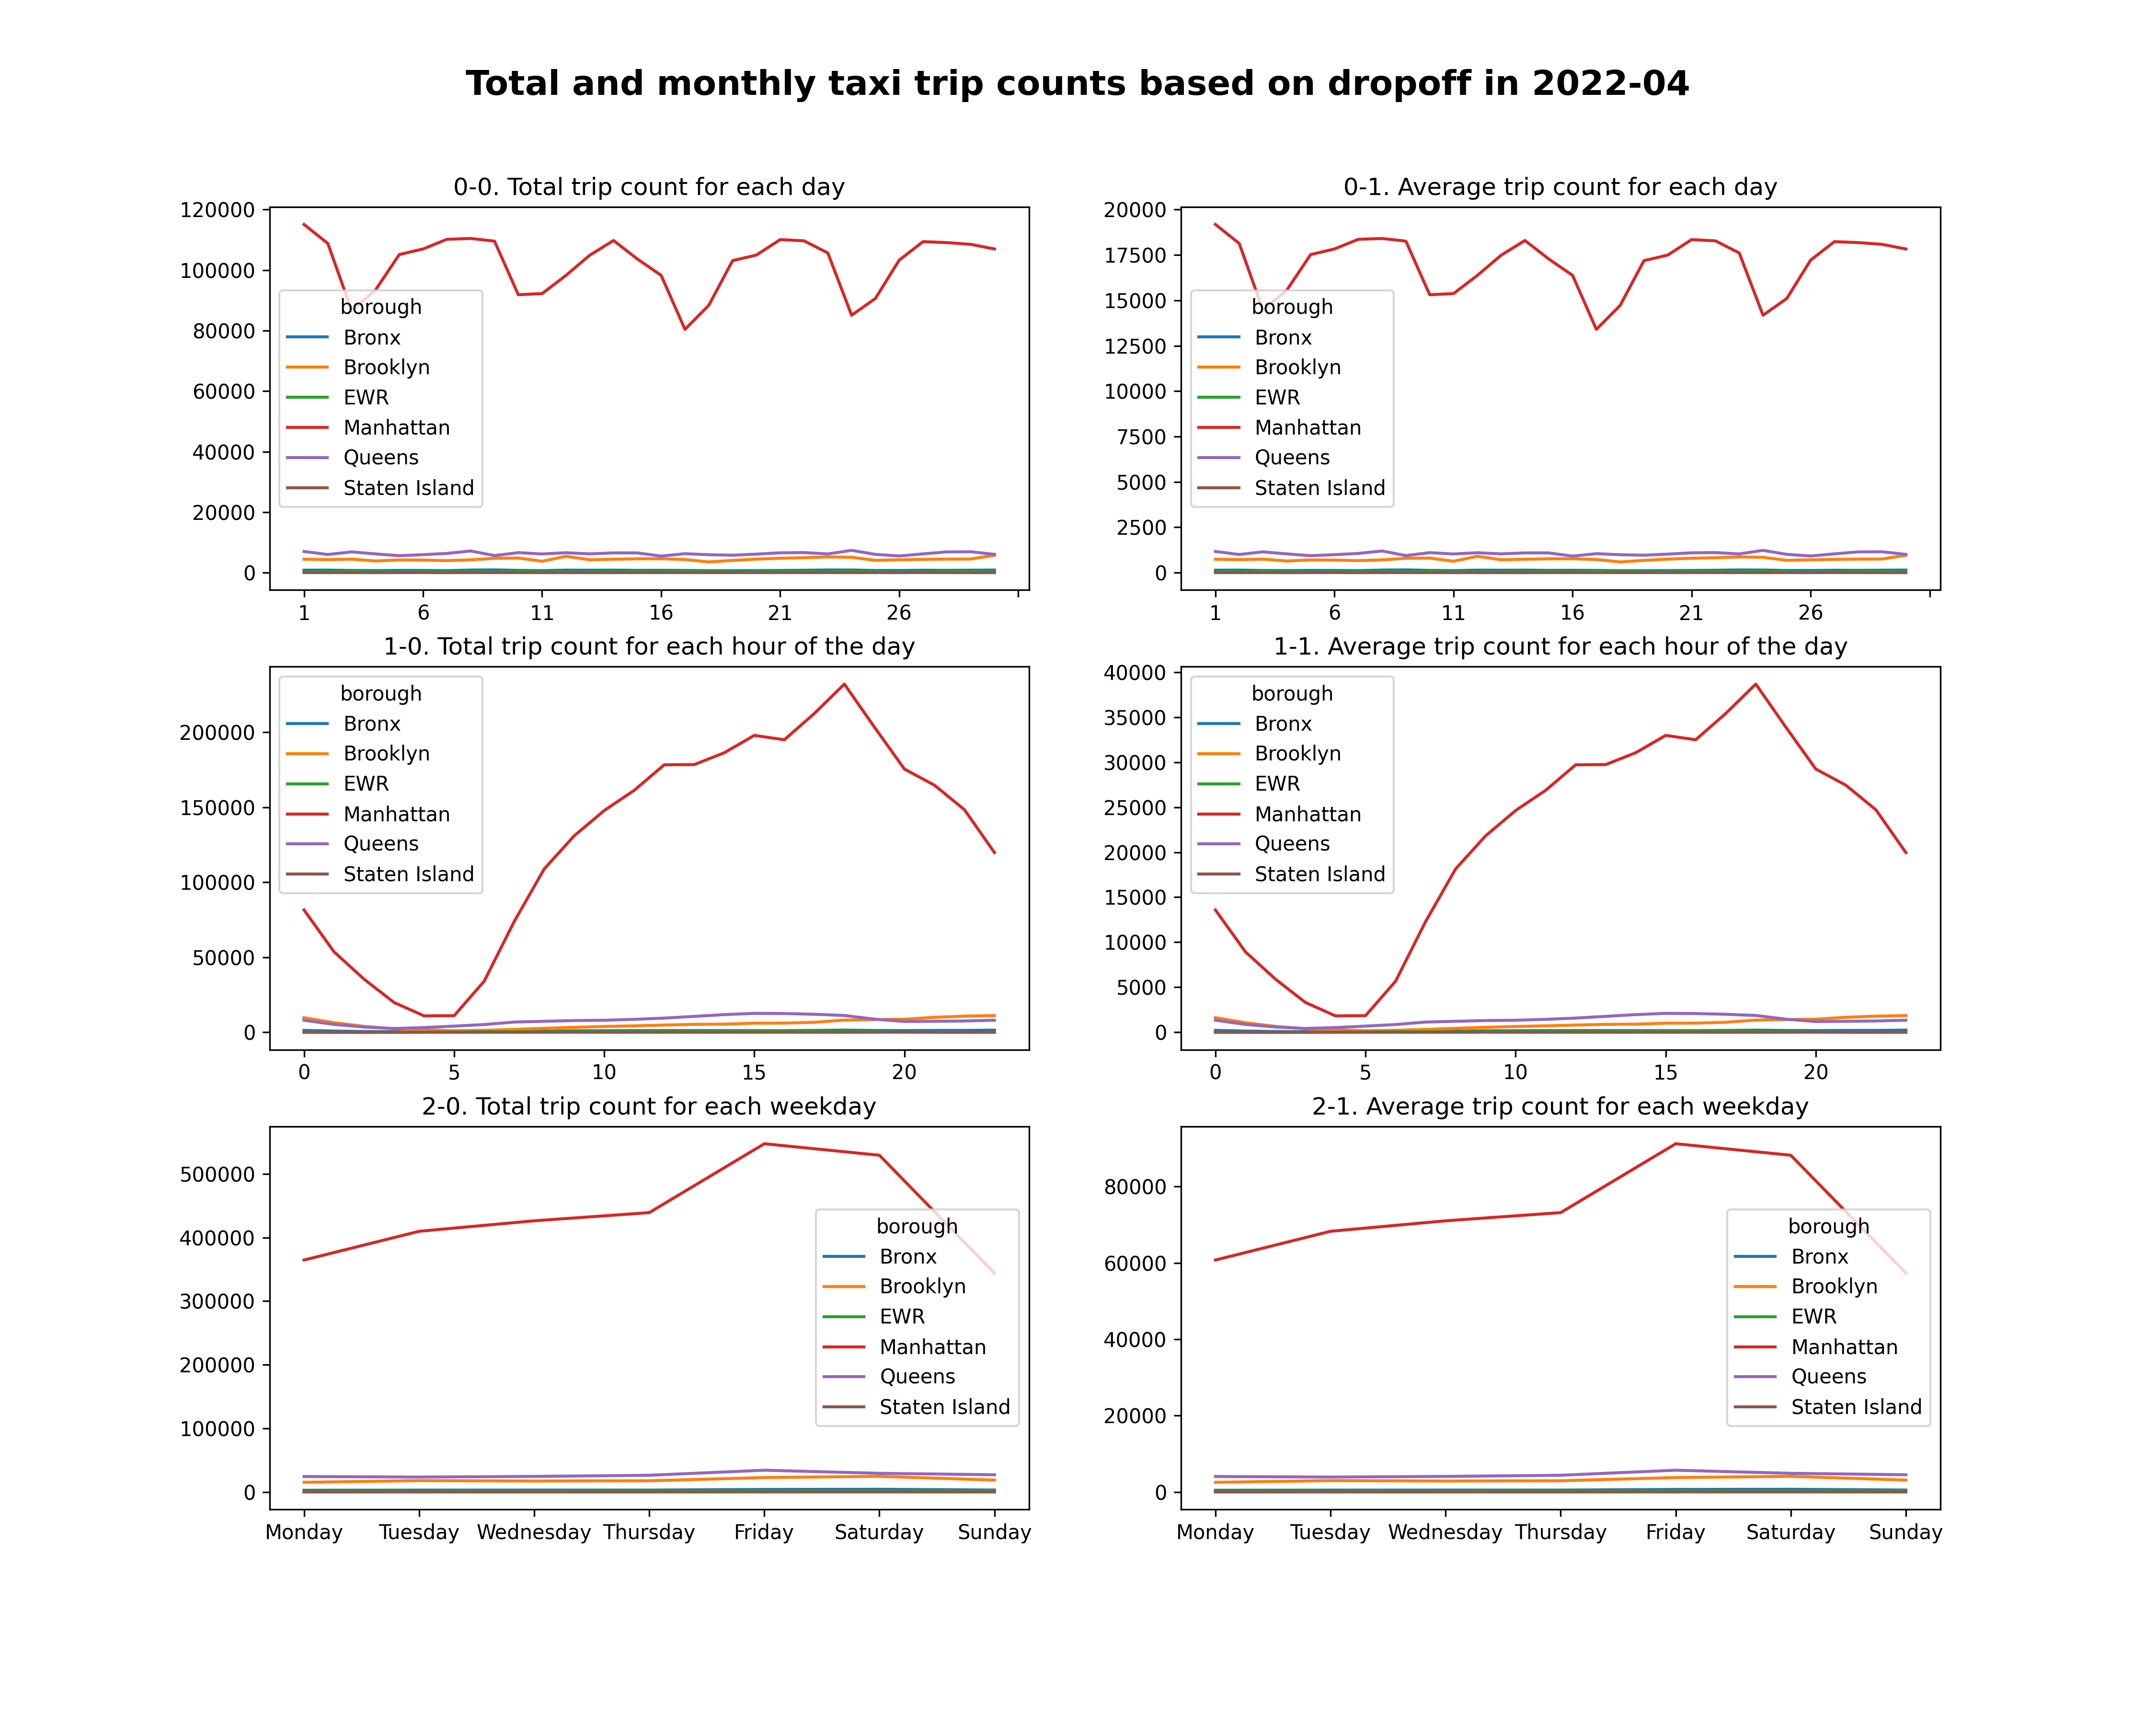 Total and monthly taxi trip counts based on dropoff in 2022-04
0-0. Total trip count for each day
120000
100000
80000
60000
40000
20000
0
borough
Bronx
Brooklyn
EWR
Manhattan
Queens
Staten Island
1 6 11 16 21 26
0-1. Average trip count for each day
20000
17500
15000
12500
10000
7500
5000
2500
0
borough
Bronx
Brooklyn
EWR
Manhattan
Queens
Staten Island
1 6 11 16 21 26
1-0. Total trip count for each hour of the day
200000
150000
100000
50000
0
borough
Bronx
Brooklyn
EWR
Manhattan
Queens
Staten Island
0 5 10 15 20
1-1. Average trip count for each hour of the day
40000
35000
30000
25000
20000
15000
10000
5000
0
borough
Bronx
Brooklyn
EWR
Manhattan
Queens
Staten Island
0 5 10 15 20
2-0. Total trip count for each weekday
500000
400000
300000
200000
100000
0
borough
Bronx
Brooklyn
EWR
Manhattan
Queens
Staten Island
Monday Tuesday Wednesday Thursday Friday Saturday Sunday
2-1. Average trip count for each weekday
80000
60000
40000
20000
0
borough
Bronx
Brooklyn
EWR
Manhattan
Queens
Staten Island
Monday Tuesday Wednesday Thursday Friday Saturday Sunday